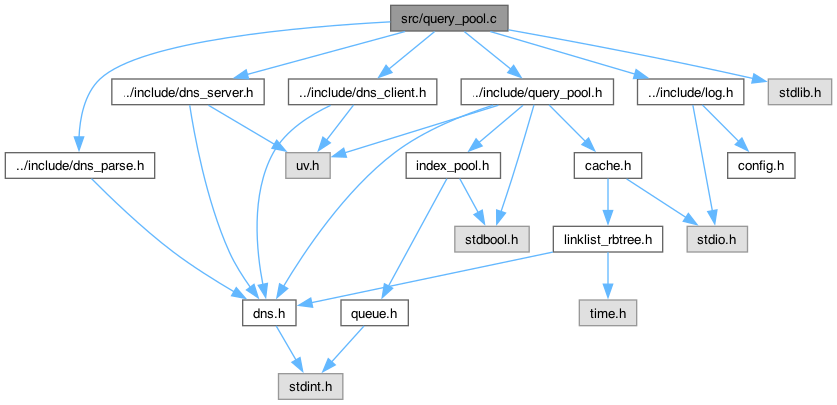 src/query_pool.c
../include/dns_server.h
../include/dns_client.h
../include/query_pool.h
../include/log.h
stdlib.h
../include/dns_parse.h
uv.h
index_pool.h
cache.h
config.h
stdbool.h
linklist_rbtree.h
stdio.h
dns.h
queue.h
time.h
stdint.h